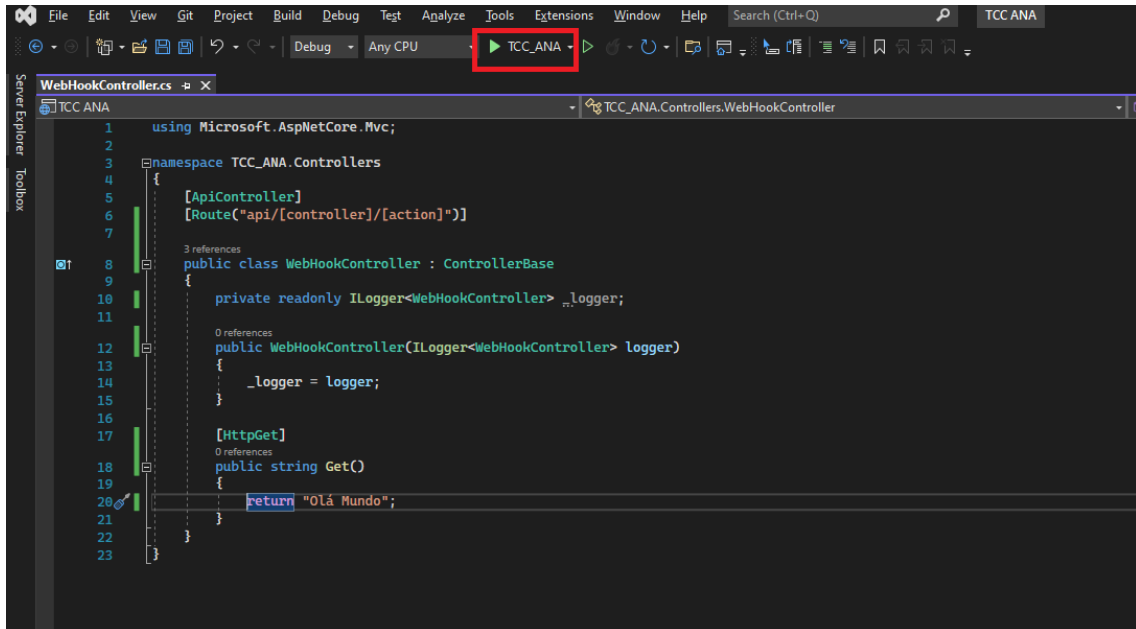 File Edit View Git Project Build Debug Test Analyze Tools Extensions Window Help Search (Ctrl+Q) TCC ANA
Debug Any CPU TCC_ANA
Server Explorer
Toolbox
WebHookController.cs
TCC ANA TCC_ANA.Controllers.WebHookController
1 using Microsoft.AspNetCore.Mvc;
2
3 namespace TCC_ANA.Controllers
4 {
5 [ApiController]
6 [Route("api/[controller]/[action]")]
7
3 references
8 public class WebHookController : ControllerBase
9 {
10 private readonly ILogger<WebHookController> _logger;
11
0 references
12 public WebHookController(ILogger<WebHookController> logger)
13 {
14 _logger = logger;
15 }
16
17 [HttpGet]
0 references
18 public string Get()
19 {
20 return "Olá Mundo";
21 }
22 }
23 }